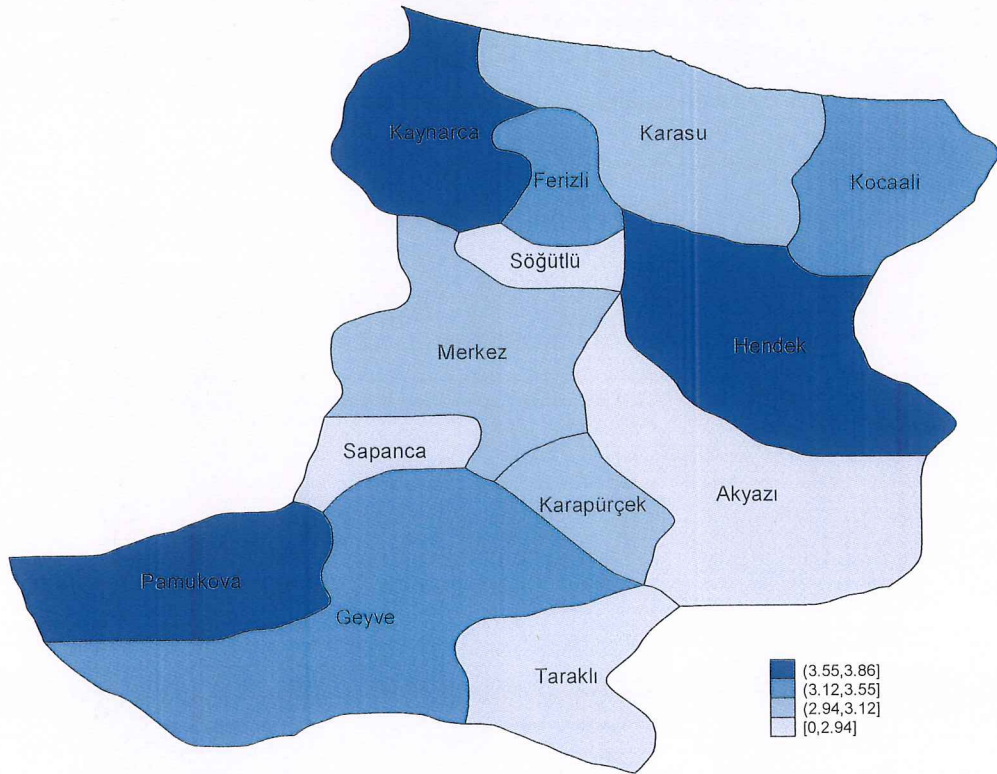 Kaynarca
Karasu
Ferizli
Kocaali
Söğütlü
Merkez
Hendek
Sapanca
Karapürçek
Akyazı
Pamukova
Geyve
Taraklı
(3.55,3.86]
(3.12,3.55]
(2.94,3.12]
[0,2.94]